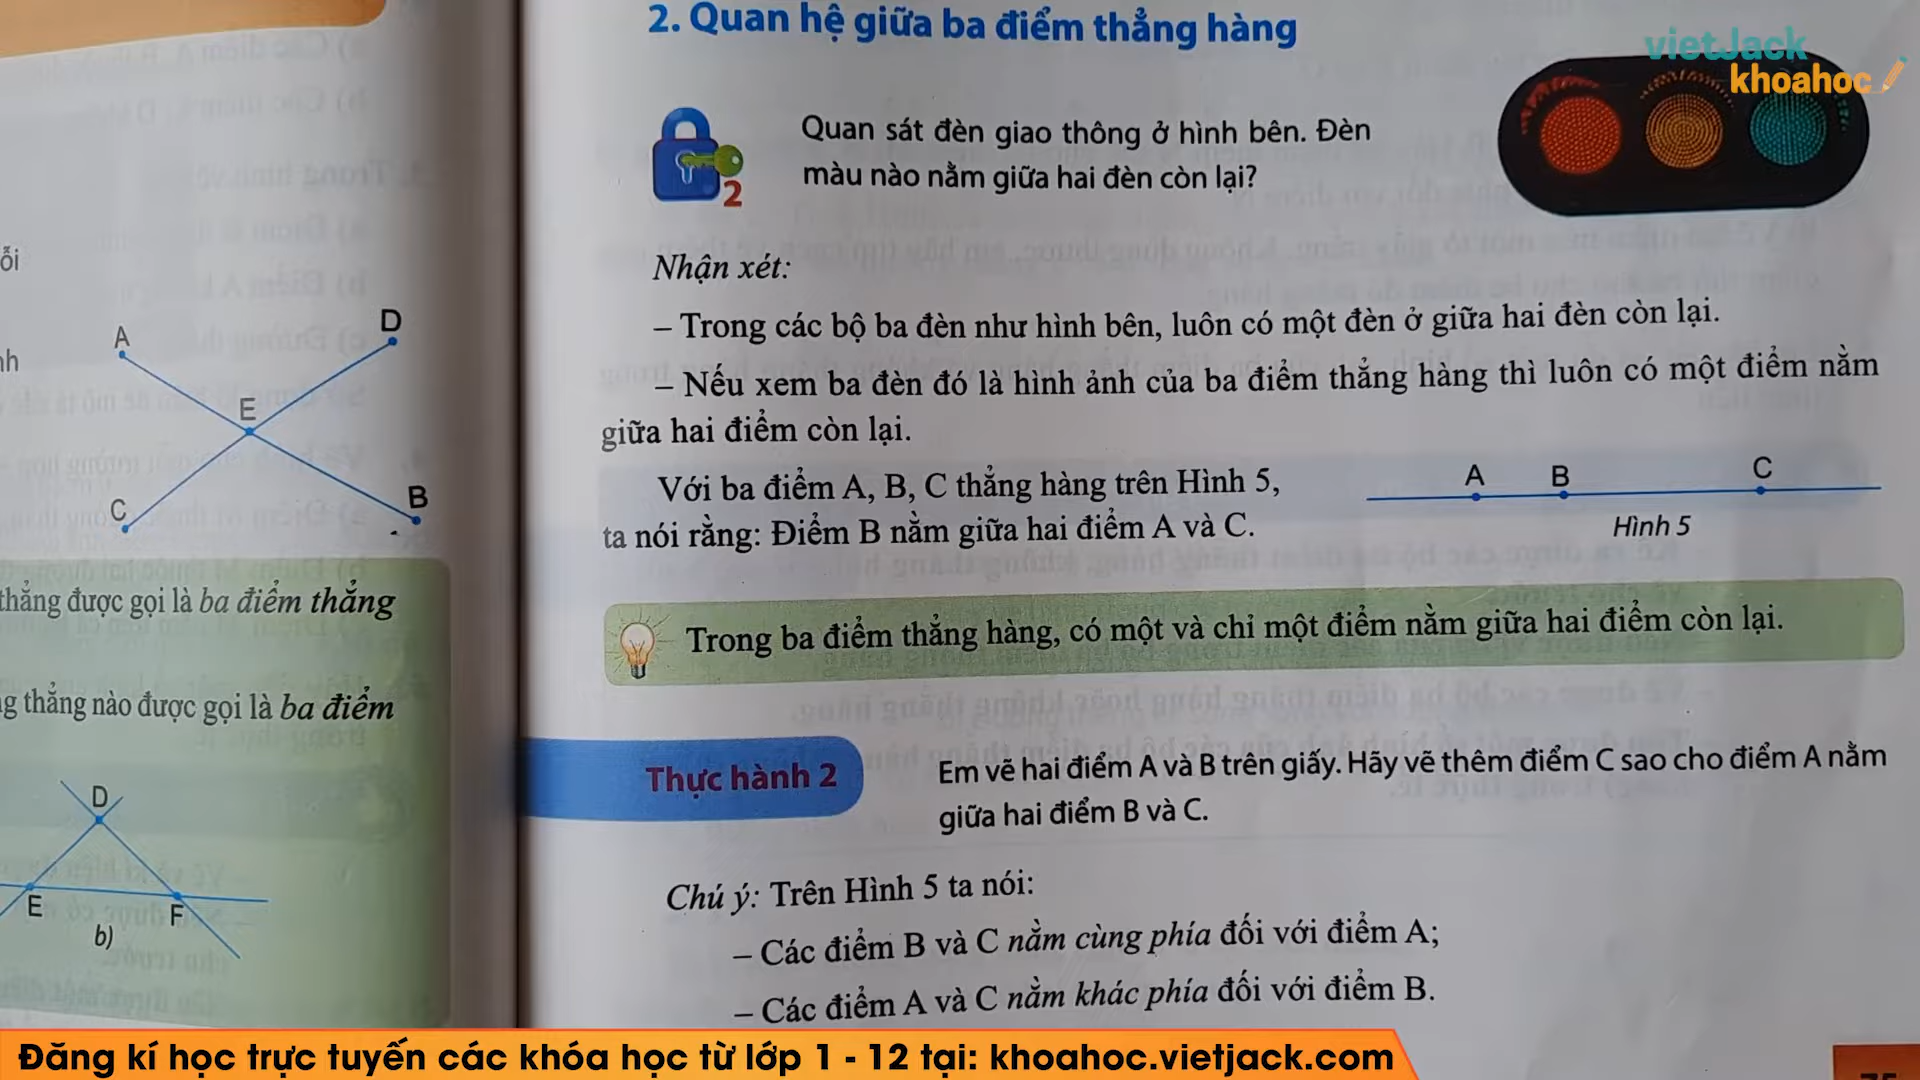 2. Quan hệ giữa ba điểm thẳng hàng
vietJack
khoahoc
Quan sát đèn giao thông ở hình bên. Đèn
màu nào nằm giữa hai đèn còn lại?
2
Nhận xét:
– Trong các bộ ba đèn như hình bên, luôn có một đèn ở giữa hai đèn còn lại.
– Nếu xem ba đèn đó là hình ảnh của ba điểm thẳng hàng thì luôn có một điểm nằm
giữa hai điểm còn lại.
Với ba điểm A, B, C thẳng hàng trên Hình 5,
ta nói rằng: Điểm B nằm giữa hai điểm A và C.
A B C
Hình 5
Trong ba điểm thẳng hàng, có một và chỉ một điểm nằm giữa hai điểm còn lại.
Thực hành 2
Em vẽ hai điểm A và B trên giấy. Hãy vẽ thêm điểm C sao cho điểm A nằm
giữa hai điểm B và C.
Chú ý: Trên Hình 5 ta nói:
– Các điểm B và C nằm cùng phía đối với điểm A;
– Các điểm A và C nằm khác phía đối với điểm B.
A D
E
C B
thẳng được gọi là ba điểm thẳng
thẳng nào được gọi là ba điểm
D
E F
b)
Đăng kí học trực tuyến các khóa học từ lớp 1 - 12 tại: khoahoc.vietjack.com